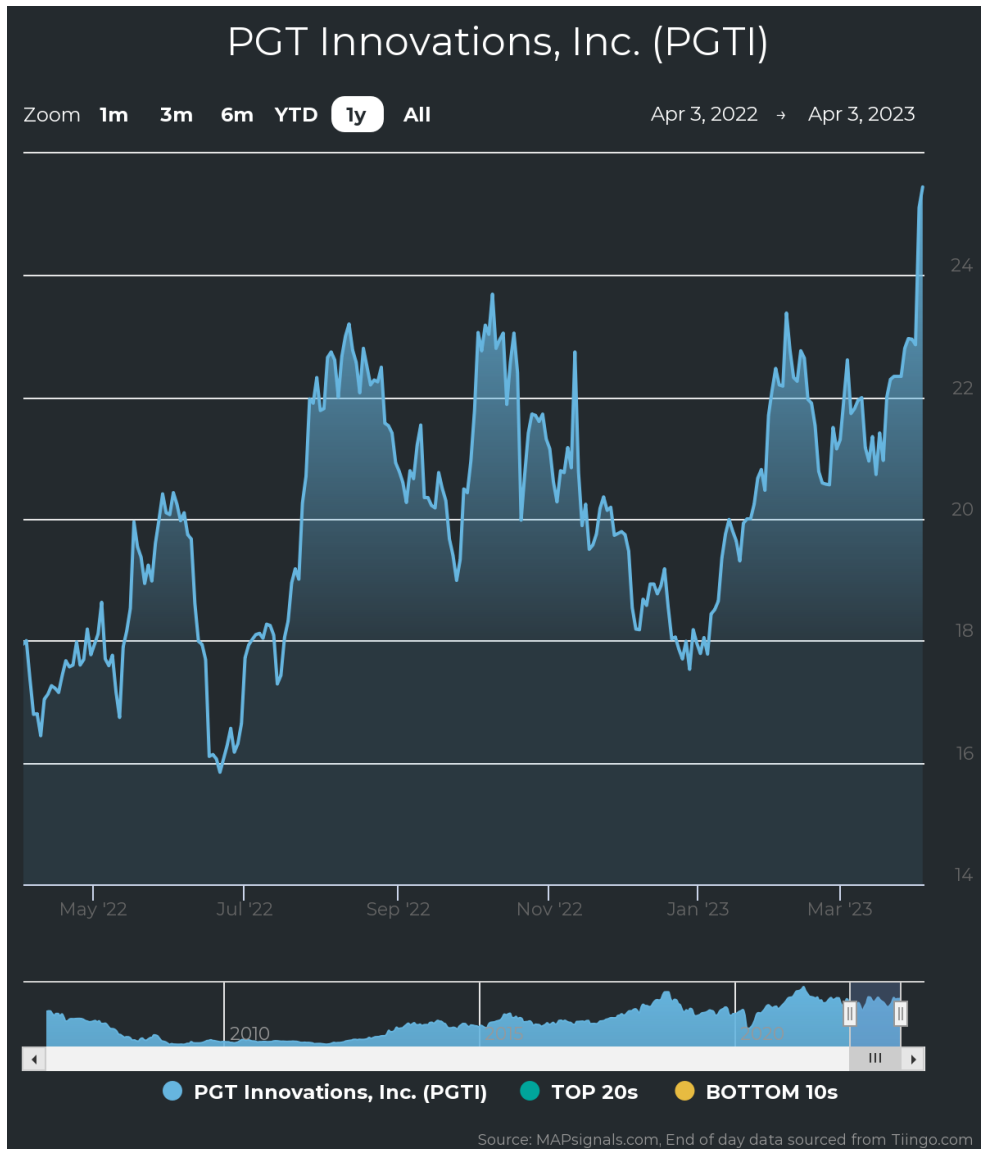 PGT Innovations, Inc. (PGTI)
Zoom 1m 3m 6m YTD 1y All Apr 3, 2022 → Apr 3, 2023
24
22
20
18
16
14
May '22 Jul '22 Sep '22 Nov '22 Jan '23 Mar '23
2010 2015 2020
PGT Innovations, Inc. (PGTI) TOP 20s BOTTOM 10s
Source: MAPsignals.com, End of day data sourced from Tiingo.com